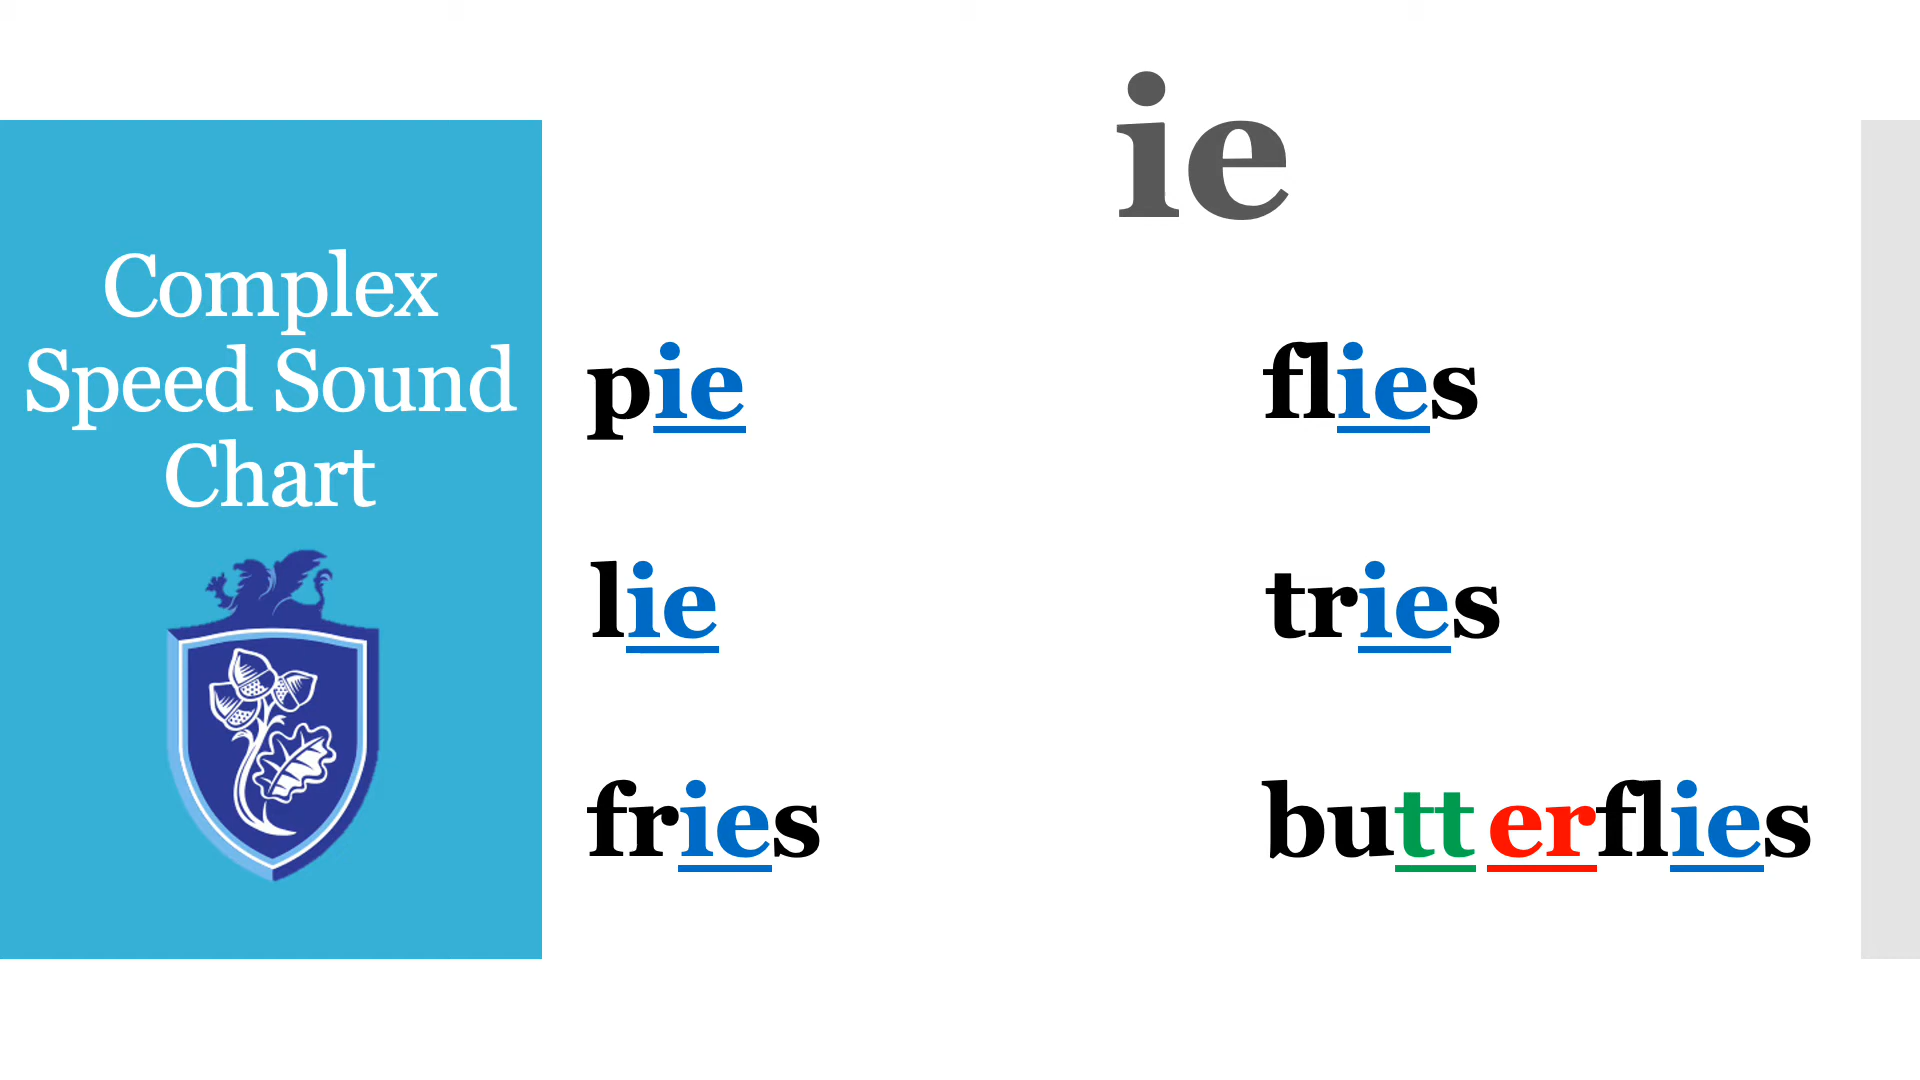 ie
Complex
Speed Sound
Chart
pie
flies
lie
tries
fries
butterflies